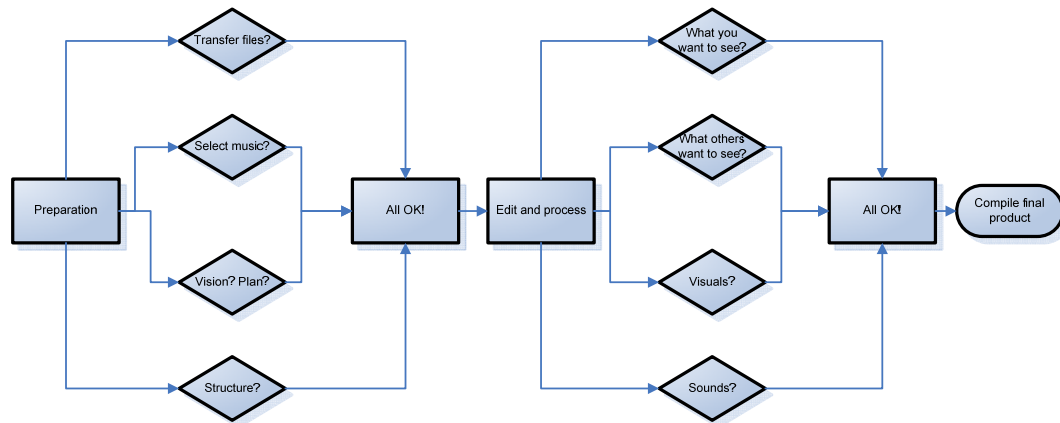 Transfer files?
Select music?
Preparation
Vision? Plan?
Structure?
All OK!
Edit and process
What you
want to see?
What others
want to see?
Visuals?
Sounds?
All OK!
Compile final
product